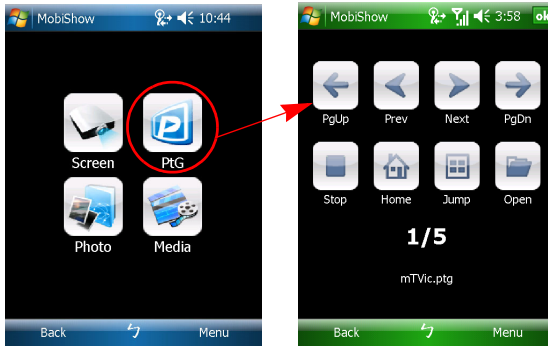 MobiShow 10:44
Screen PtG
Photo Media
Back ㄅ Menu
MobiShow 3:58 ok
PgUp Prev Next PgDn
Stop Home Jump Open
1/5
mTVic.ptg
Back ㄅ Menu